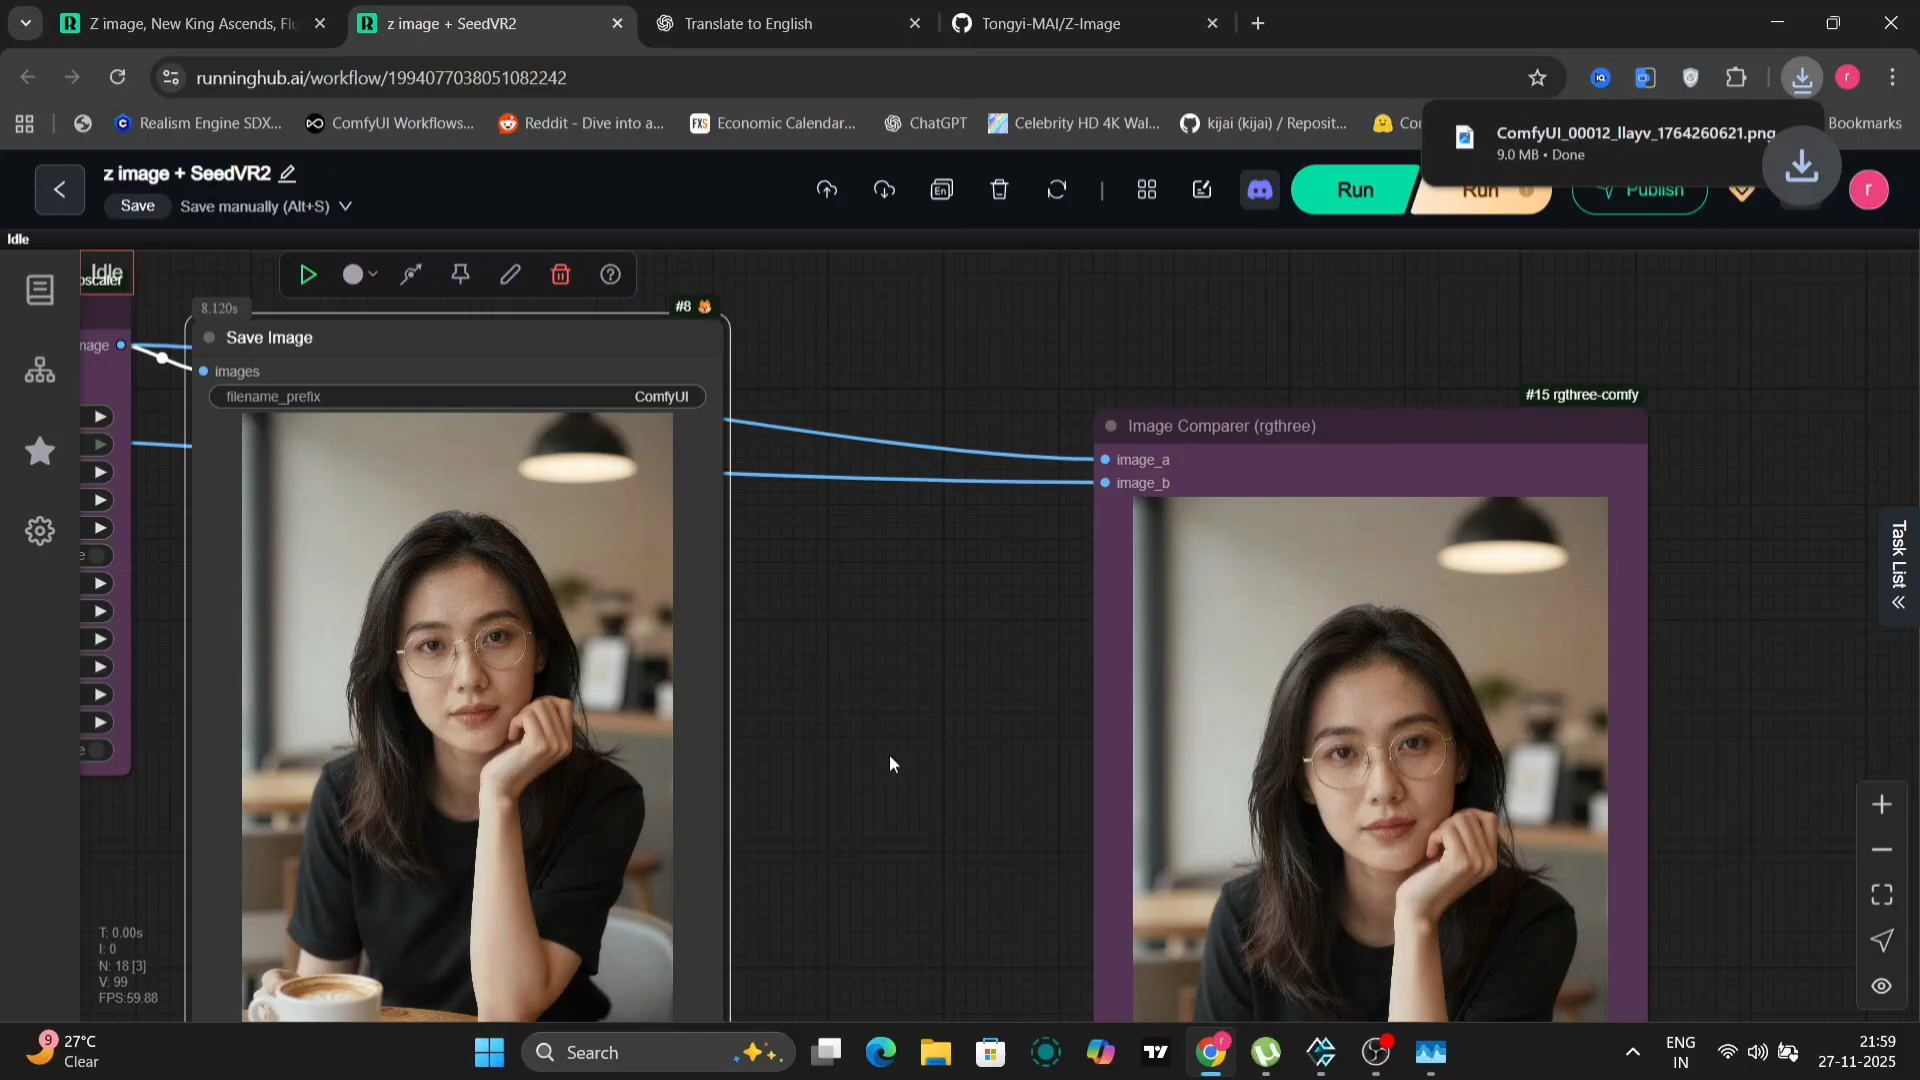 Z image, New King Ascends, Flu
z image + SeedVR2
Translate to English
Tongyi-MAI/Z-Image
runninghub.ai/workflow/1994077038051082242
r
Realism Engine SDX...
ComfyUI Workflows...
Reddit - Dive into a...
FXS
Economic Calendar...
ChatGPT
Celebrity HD 4K Wal...
kijai (kijai) / Reposit...
Bookmarks
ComfyUI_00012_llayv_1764260621.png
9.0 MB • Done
z image + SeedVR2
Save
Save manually (Alt+S)
En
Run
Run
Publish
r
Idle
Idle
8.120s
#8
Save Image
images
filename_prefix
ComfyUI
#15 rgthree-comfy
Image Comparer (rgthree)
image_a
image_b
Task List
T: 0.00s
I: 0
N: 18 [3]
V: 99
FPS:59.88
9
27°C
Clear
Search
ENG
IN
21:59
27-11-2025